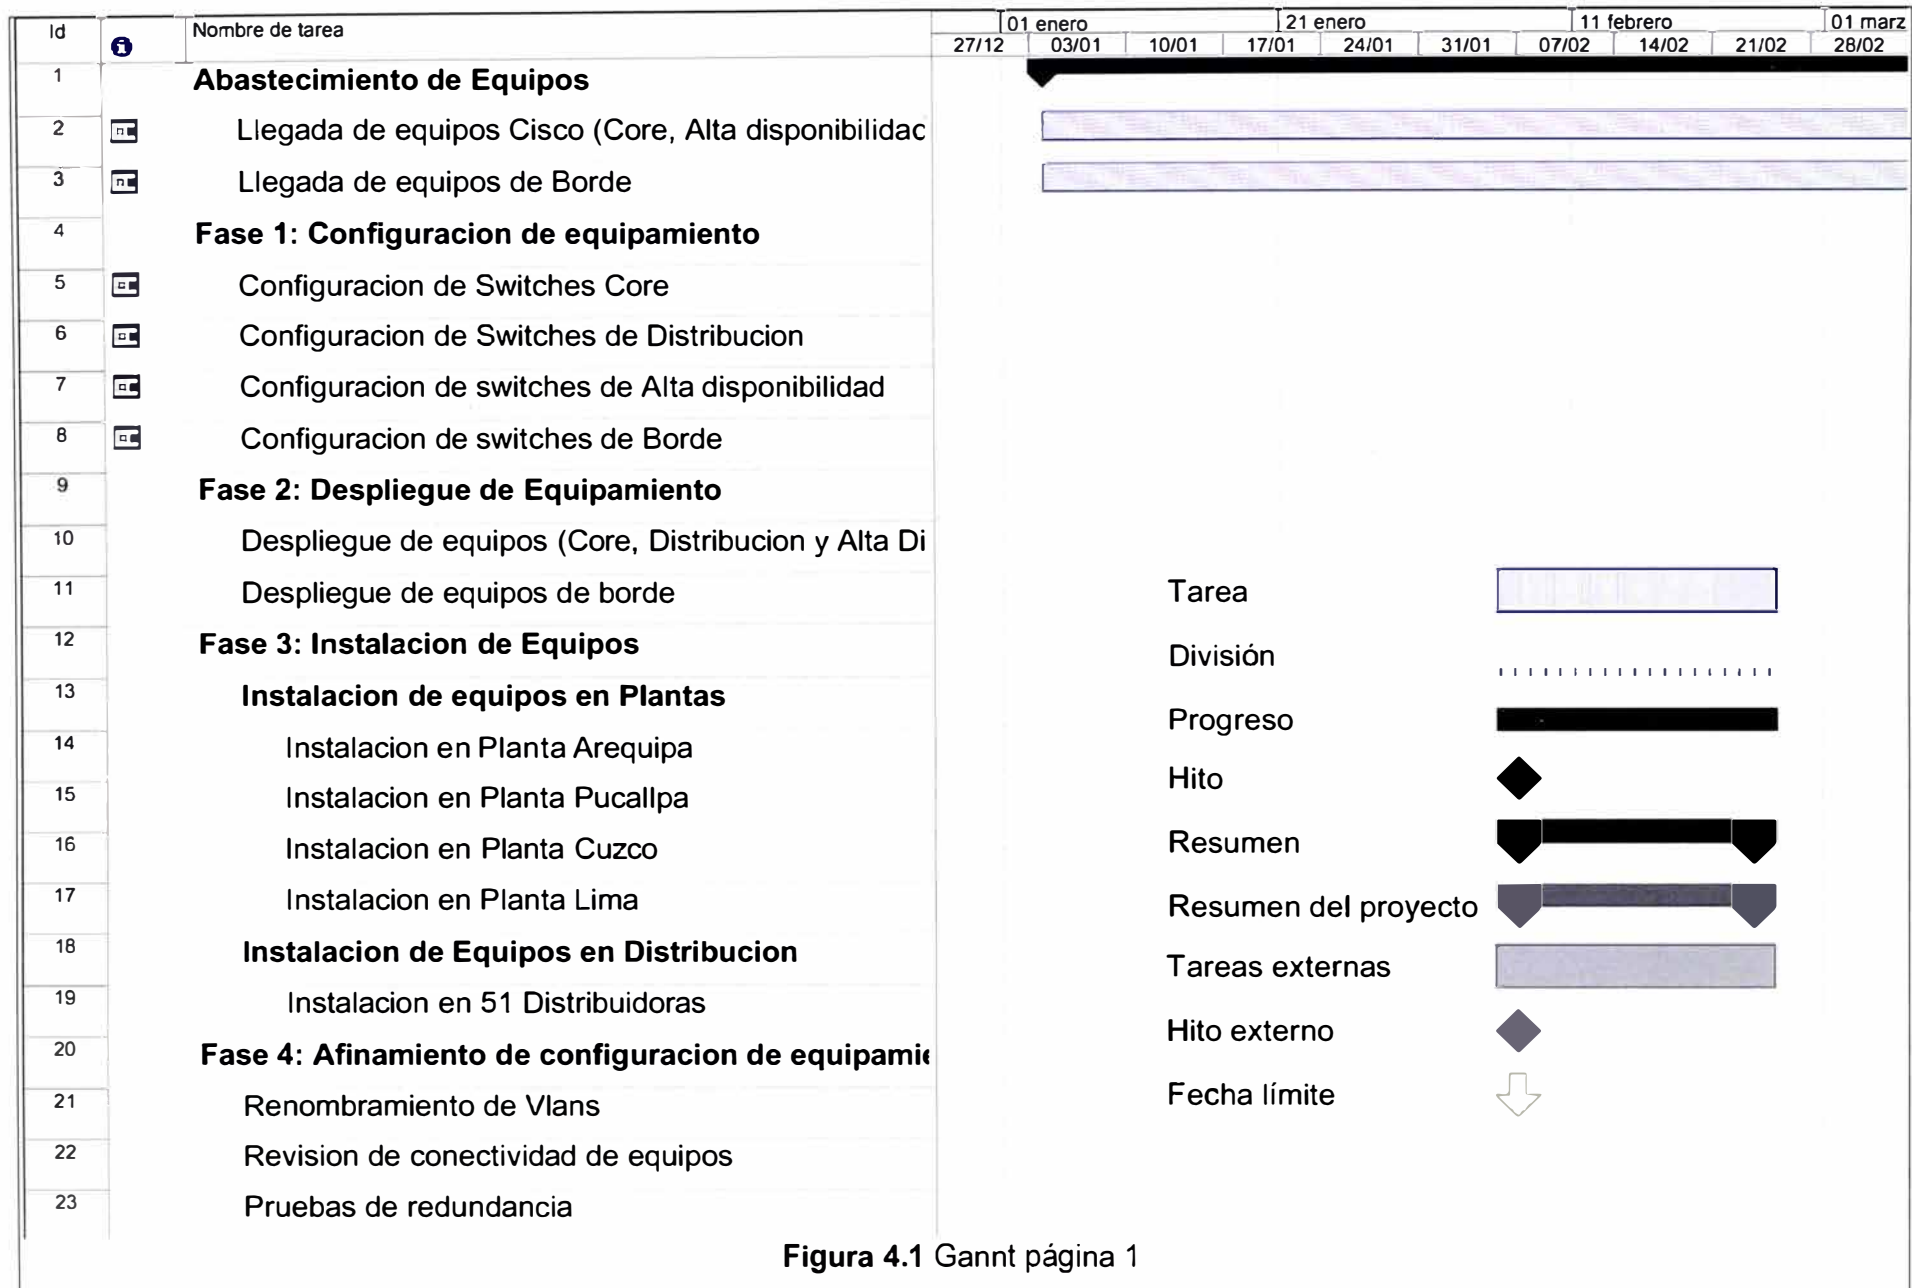 Id Nombre de tarea 01 enero 21 enero 11 febrero 01 marz
27/12 03/01 10/01 17/01 24/01 31/01 07/02 14/02 21/02 28/02
1 Abastecimiento de Equipos
2 Llegada de equipos Cisco (Core, Alta disponibilidac
3 Llegada de equipos de Borde
4 Fase 1: Configuracion de equipamiento
5 Configuracion de Switches Core
6 Configuracion de Switches de Distribucion
7 Configuracion de switches de Alta disponibilidad
8 Configuracion de switches de Borde
9 Fase 2: Despliegue de Equipamiento
10 Despliegue de equipos (Core, Distribucion y Alta Di
11 Despliegue de equipos de borde
12 Fase 3: Instalacion de Equipos
13 Instalacion de equipos en Plantas
14 Instalacion en Planta Arequipa
15 Instalacion en Planta Pucallpa
16 Instalacion en Planta Cuzco
17 Instalacion en Planta Lima
18 Instalacion de Equipos en Distribucion
19 Instalacion en 51 Distribuidoras
20 Fase 4: Afinamiento de configuracion de equipamie
21 Renombramiento de Vlans
22 Revision de conectividad de equipos
23 Pruebas de redundancia
Tarea
División
Progreso
Hito
Resumen
Resumen del proyecto
Tareas externas
Hito externo
Fecha límite
Figura 4.1 Gannt página 1